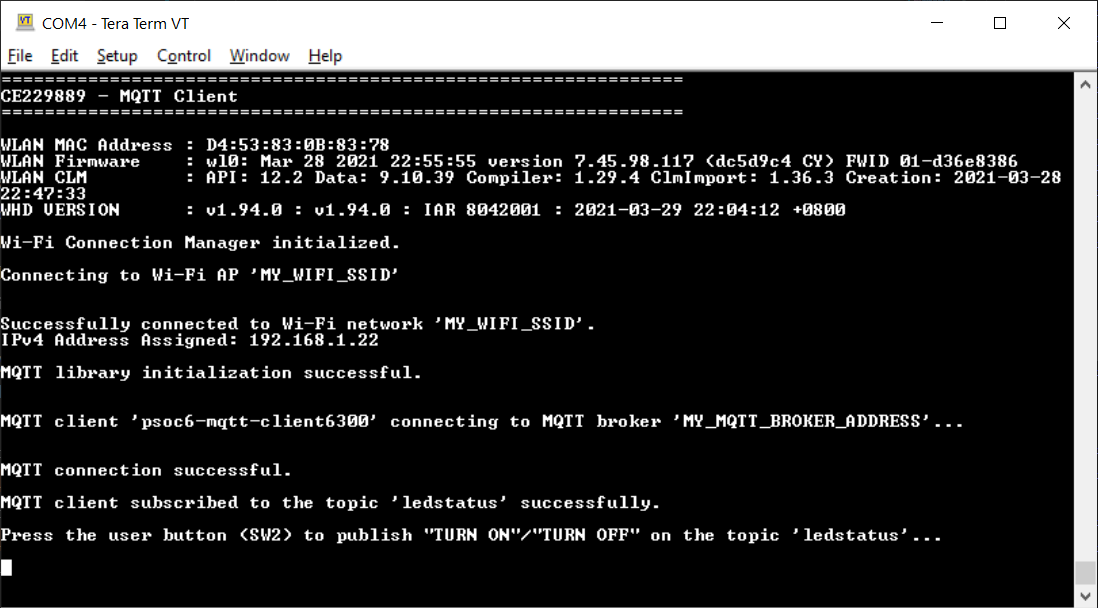 COM4 - Tera Term VT
File Edit Setup Control Window Help
===============================================================
CE229889 - MQTT Client
===============================================================
WLAN MAC Address : D4:53:83:0B:83:78
WLAN Firmware : wl0: Mar 28 2021 22:55:55 version 7.45.98.117 (dc5d9c4 CY) FWID 01-d36e8386
WLAN CLM : API: 12.2 Data: 9.10.39 Compiler: 1.29.4 ClmImport: 1.36.3 Creation: 2021-03-28
22:47:33
WHD VERSION : v1.94.0 : v1.94.0 : IAR 8042001 : 2021-03-29 22:04:12 +0800
Wi-Fi Connection Manager initialized.
Connecting to Wi-Fi AP 'MY_WIFI_SSID'
Successfully connected to Wi-Fi network 'MY_WIFI_SSID'.
IPv4 Address Assigned: 192.168.1.22
MQTT library initialization successful.
MQTT client 'psoc6-mqtt-client6300' connecting to MQTT broker 'MY_MQTT_BROKER_ADDRESS'...
MQTT connection successful.
MQTT client subscribed to the topic 'ledstatus' successfully.
Press the user button (SW2) to publish "TURN ON"/"TURN OFF" on the topic 'ledstatus'...